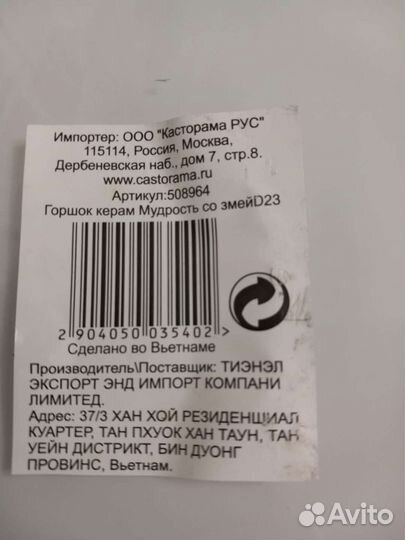 Импортер: ООО "Касторама РУС"
115114, Россия, Москва,
Дербеневская наб., дом 7, стр.8.
www.castorama.ru
Артикул:508964
Горшок керам Мудрость со змейD23
2 904050 035402 >
Сделано во Вьетнаме
Производитель\Поставщик: ТИЭНЭЛ
ЭКСПОРТ ЭНД ИМПОРТ КОМПАНИ
ЛИМИТЕД.
Адрес: 37/3 ХАН ХОЙ РЕЗИДЕНШИАЛ
КУАРТЕР, ТАН ПХУОК ХАН ТАУН, ТАН
УЕЙН ДИСТРИКТ, БИН ДУОНГ
ПРОВИНС, Вьетнам.
Avito